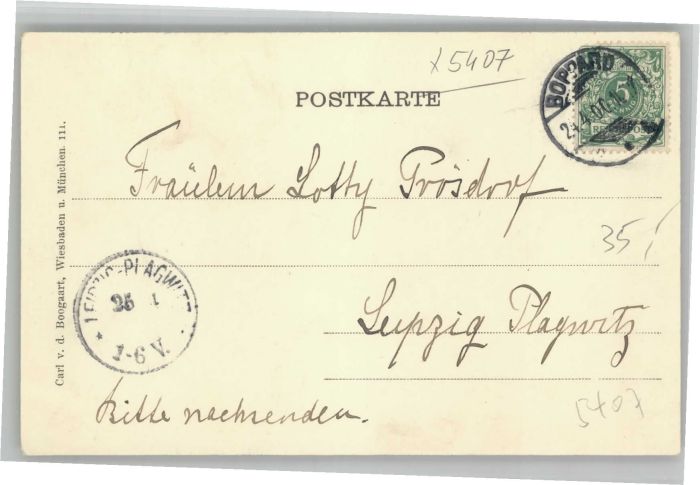 x5407
POSTKARTE
BOPPARD
5
Fräulein Lotty Prösdorf
35,-
Leipzig Plagwitz
LEIPZIG-PLAGWITZ
25
1-6 V.
Bitte nachsenden.
5407
Carl v. d. Boogaart, Wiesbaden u. München 111.